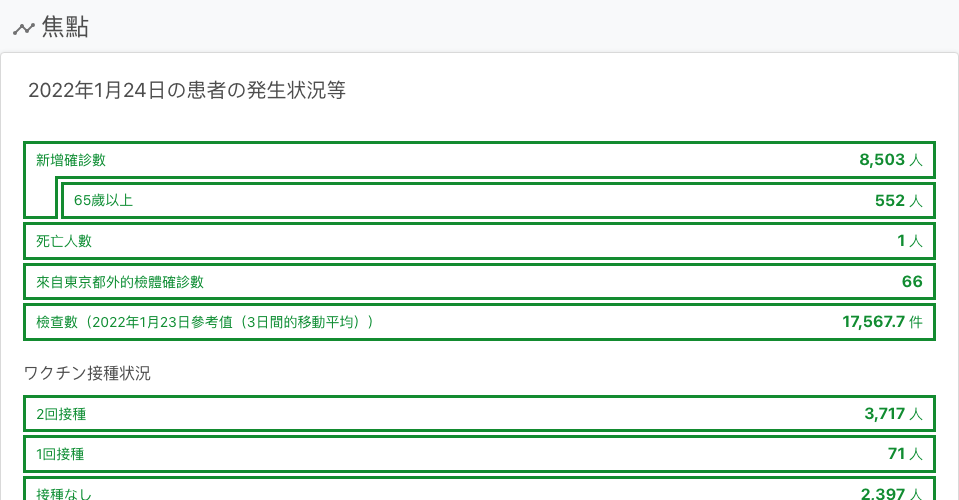 焦點
2022年1月24日の患者の発生状況等
新增確診數 8,503 人
65歲以上 552 人
死亡人數 1 人
來自東京都外的檢體確診數 66
檢查數（2022年1月23日參考值（3日間的移動平均）） 17,567.7 件
ワクチン接種状況
2回接種 3,717 人
1回接種 71 人
接種なし 2,397 人